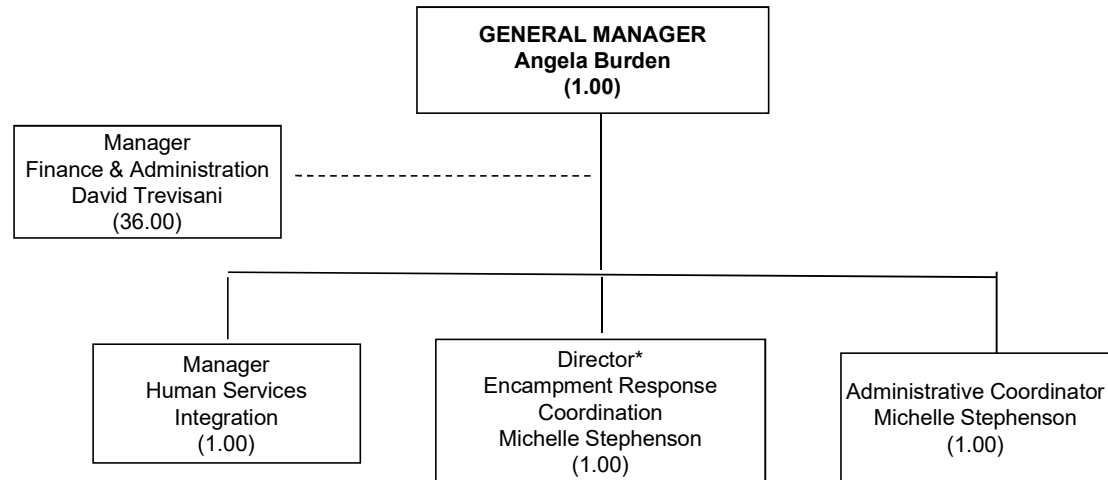 GENERAL MANAGER
Angela Burden
(1.00)
Manager
Finance & Administration
David Trevisani
(36.00)
Manager
Human Services
Integration
(1.00)
Director*
Encampment Response
Coordination
Michelle Stephenson
(1.00)
Administrative Coordinator
Michelle Stephenson
(1.00)